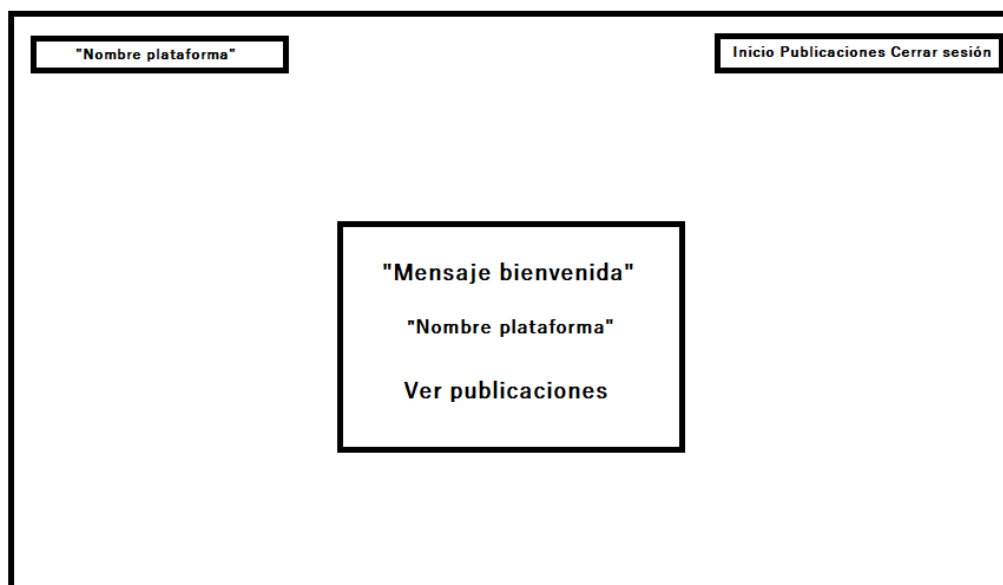 "Nombre plataforma"
Inicio Publicaciones Cerrar sesión
"Mensaje bienvenida"
"Nombre plataforma"
Ver publicaciones